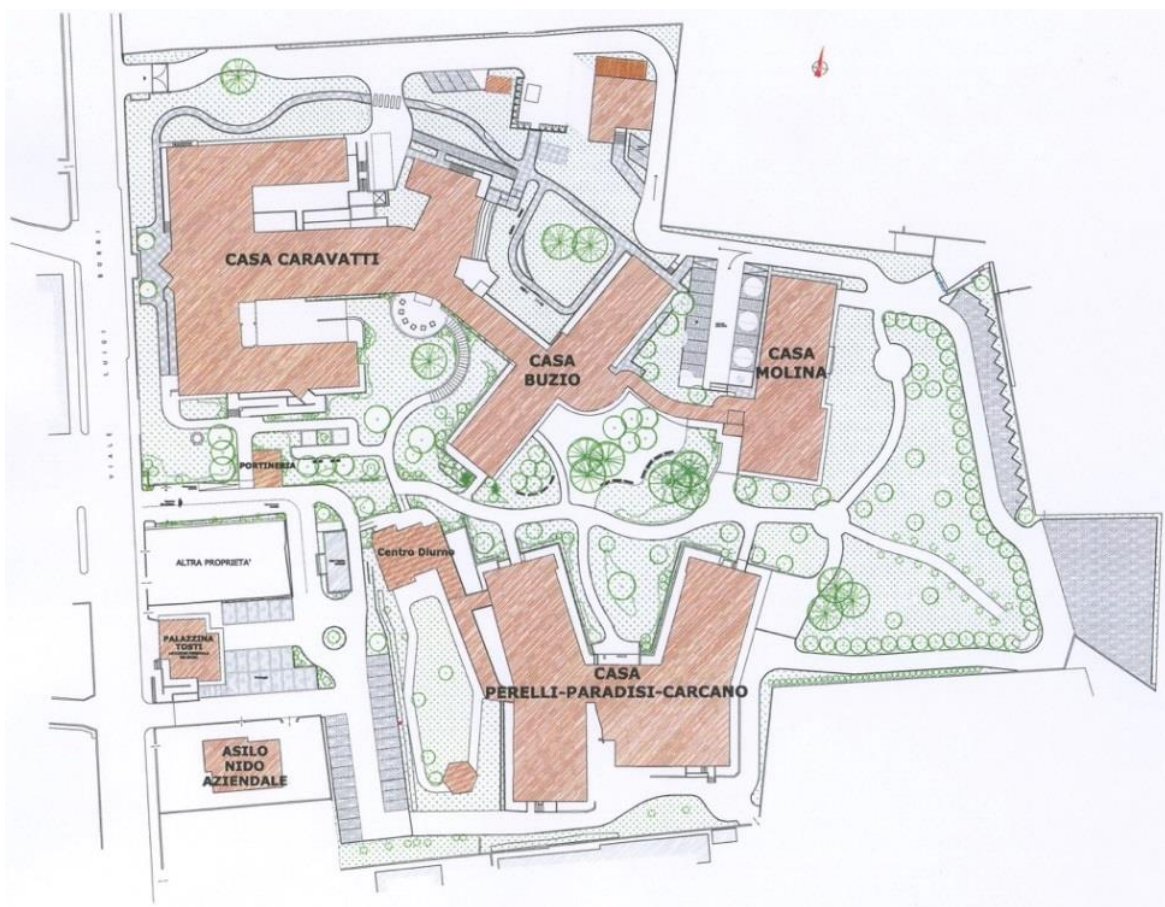 CASA CARAVATTI
CASA
BUZIO
CASA
MOLINA
VIALE LUIGI BORRI
PORTINERIA
Centro Diurno
ALTRA PROPRIETA'
PALAZZINA
TOSTI
CASA
PERELLI-PARADISI-CARCANO
ASILO
NIDO
AZIENDALE